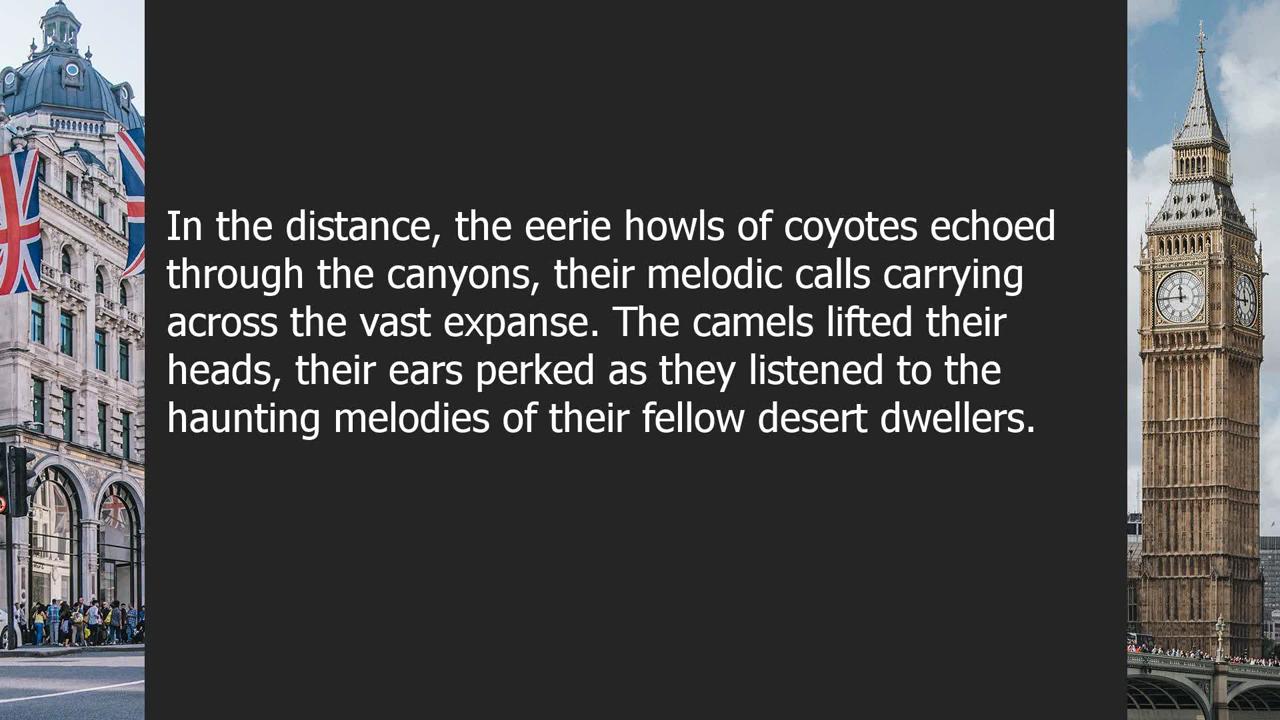 In the distance, the eerie howls of coyotes echoed
through the canyons, their melodic calls carrying
across the vast expanse. The camels lifted their
heads, their ears perked as they listened to the
haunting melodies of their fellow desert dwellers.